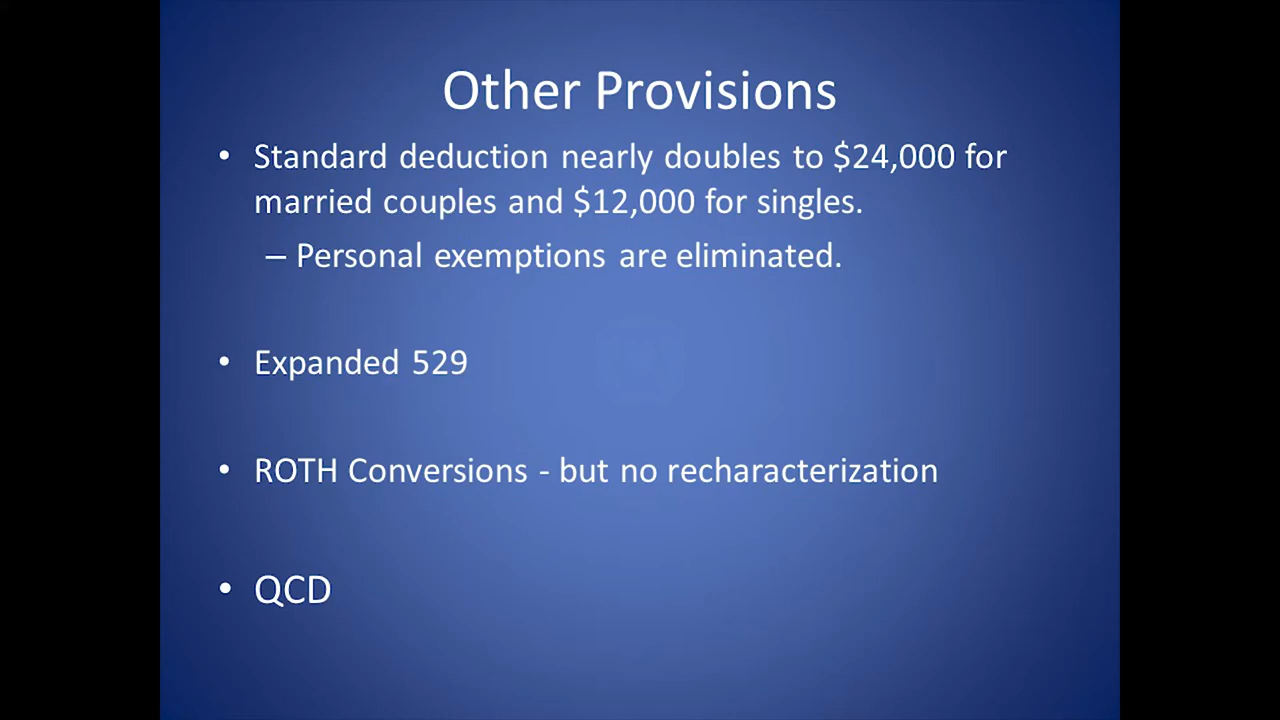 Other Provisions
• Standard deduction nearly doubles to $24,000 for
married couples and $12,000 for singles.
– Personal exemptions are eliminated.
• Expanded 529
• ROTH Conversions - but no recharacterization
• QCD